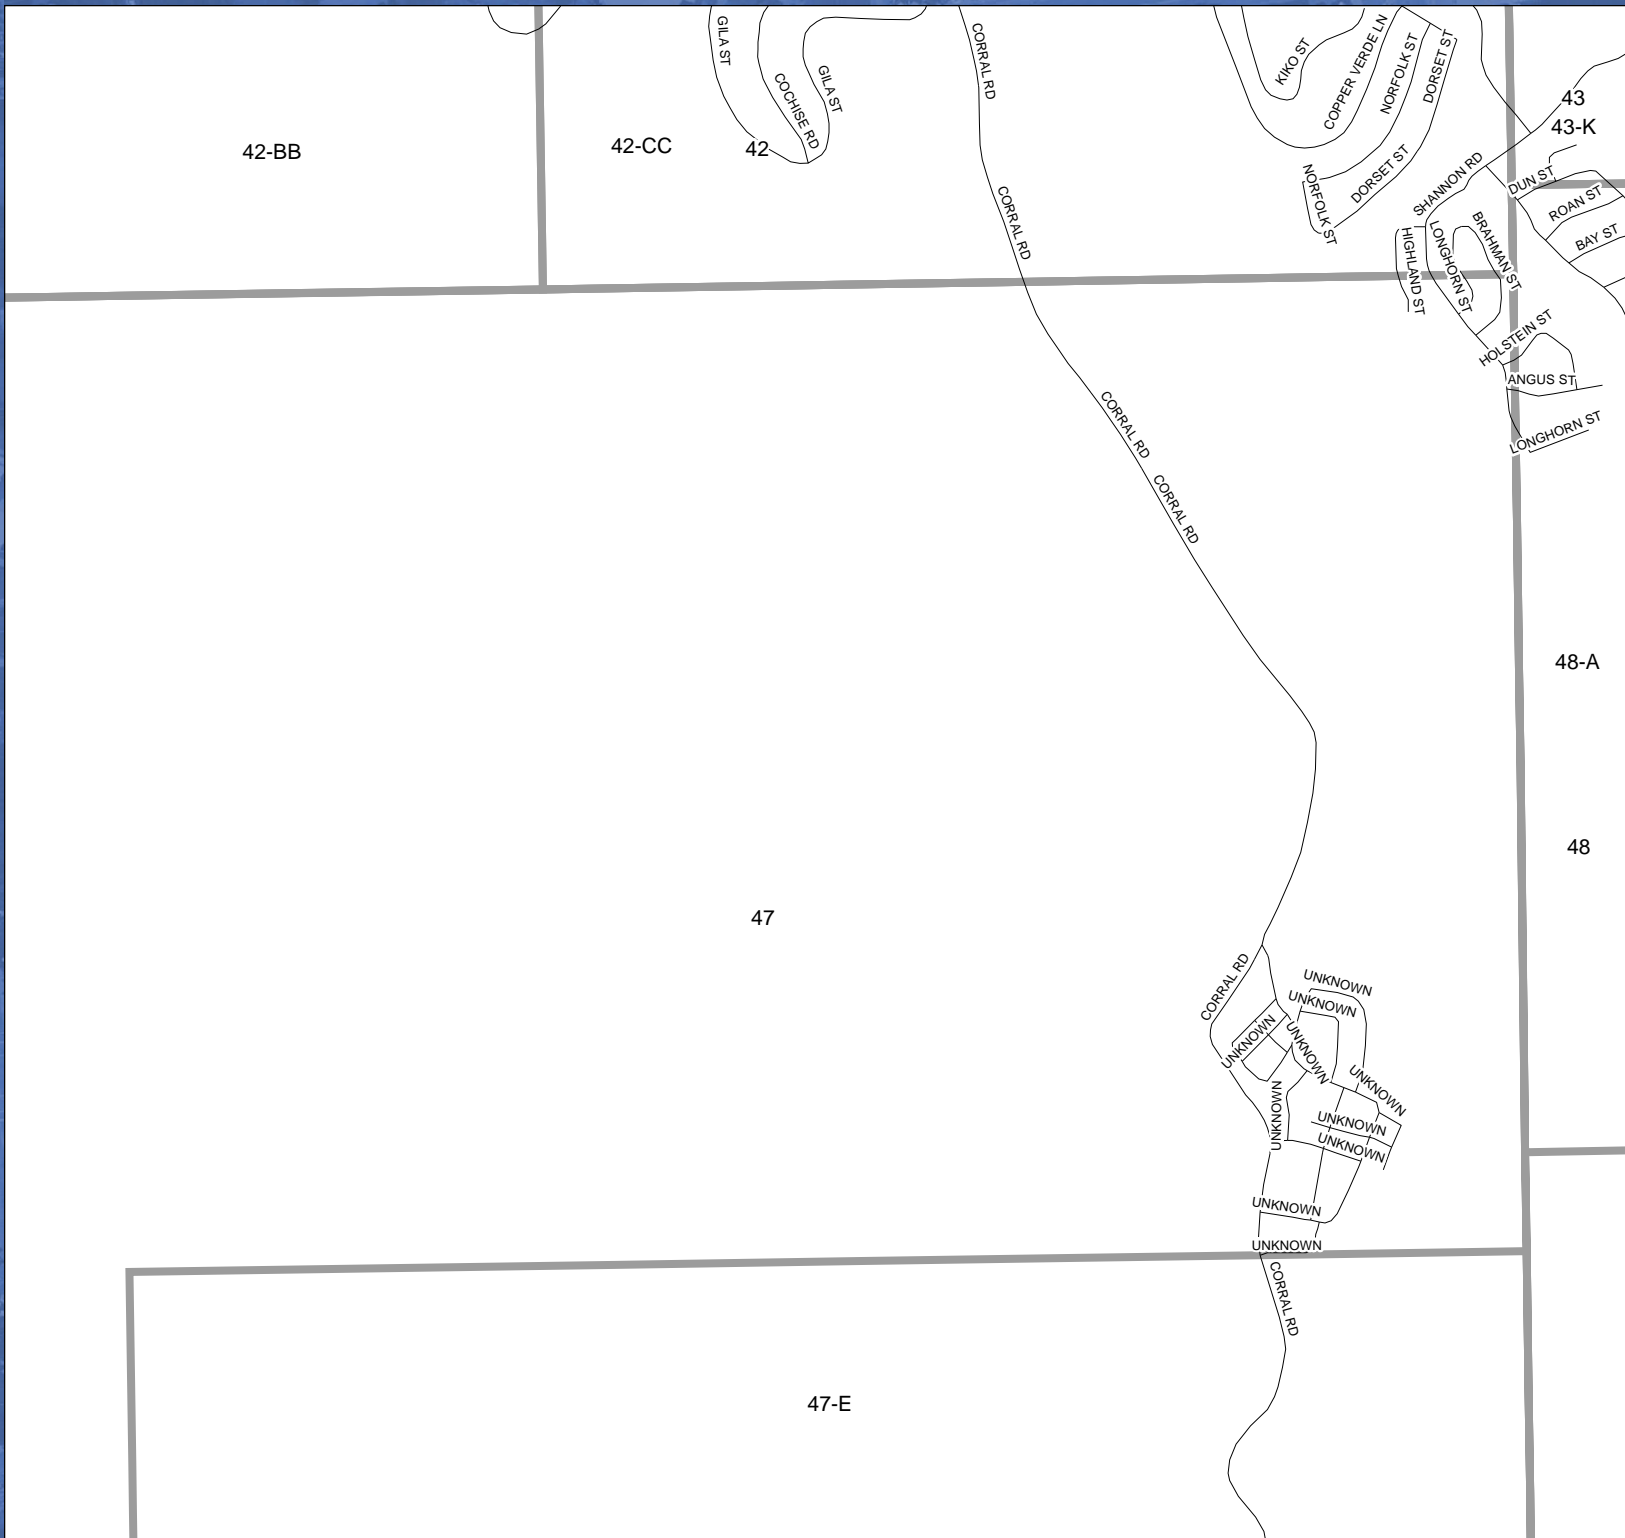 GILA ST
CORRAL RD
KIKO ST
COPPER VERDE LN
NORFOLK ST
DORSET ST
COCHISE RD
GILA ST
43
43-K
42-BB
42-CC
42
CORRAL RD
NORFOLK ST
DORSET ST
SHANNON RD
DUN ST
ROAN ST
BAY ST
HIGHLAND ST
LONGHORN ST
BRAHMAN ST
HOLSTEIN ST
ANGUS ST
LONGHORN ST
CORRAL RD
CORRAL RD
48-A
48
47
CORRAL RD
UNKNOWN
UNKNOWN
UNKNOWN
UNKNOWN
UNKNOWN
UNKNOWN
UNKNOWN
UNKNOWN
UNKNOWN
UNKNOWN
CORRAL RD
47-E